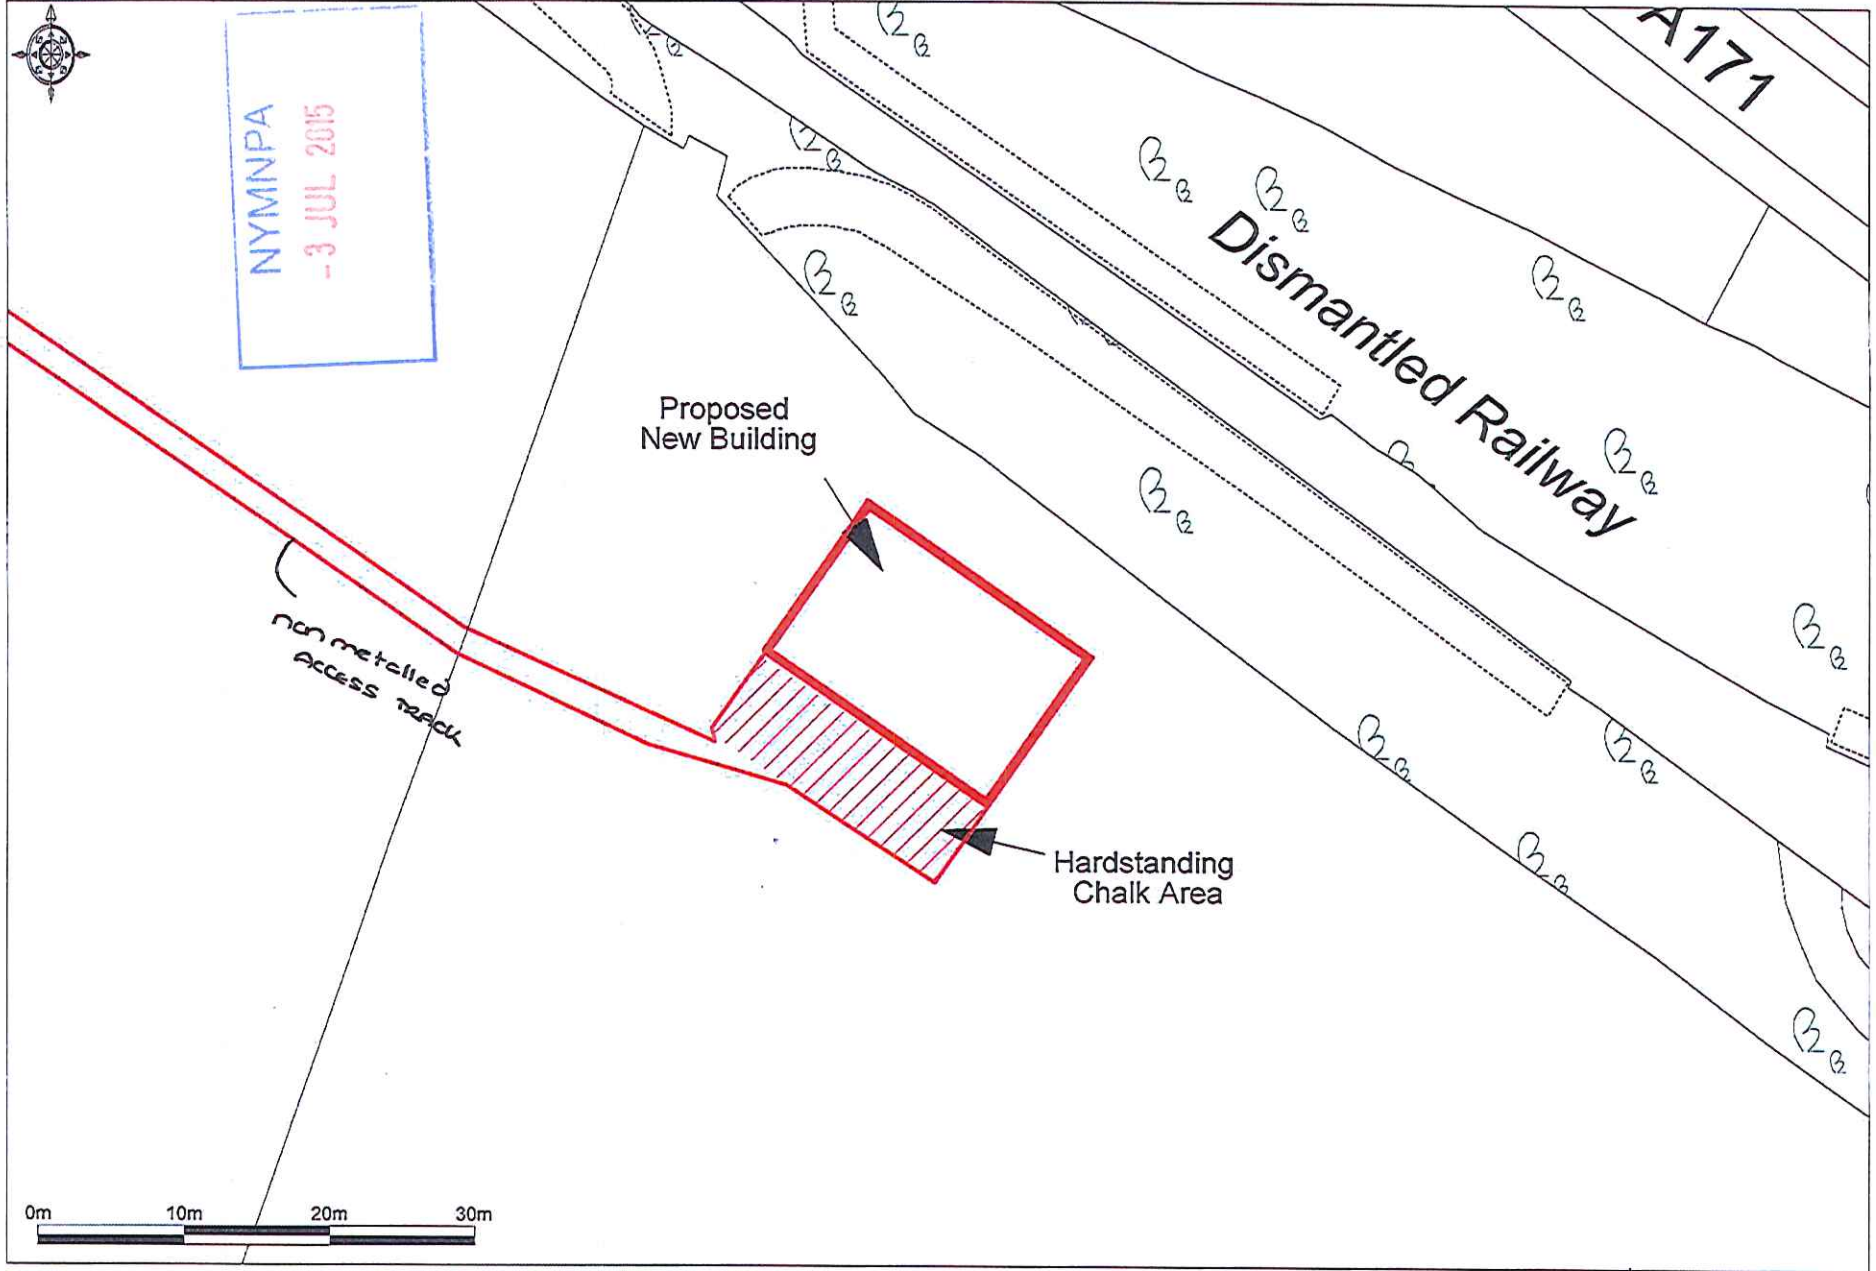 A171
NYMNPA
- 3 JUL 2015
Dismantled Railway
Proposed
New Building
non metalled
Access Track
Hardstanding
Chalk Area
0m 10m 20m 30m